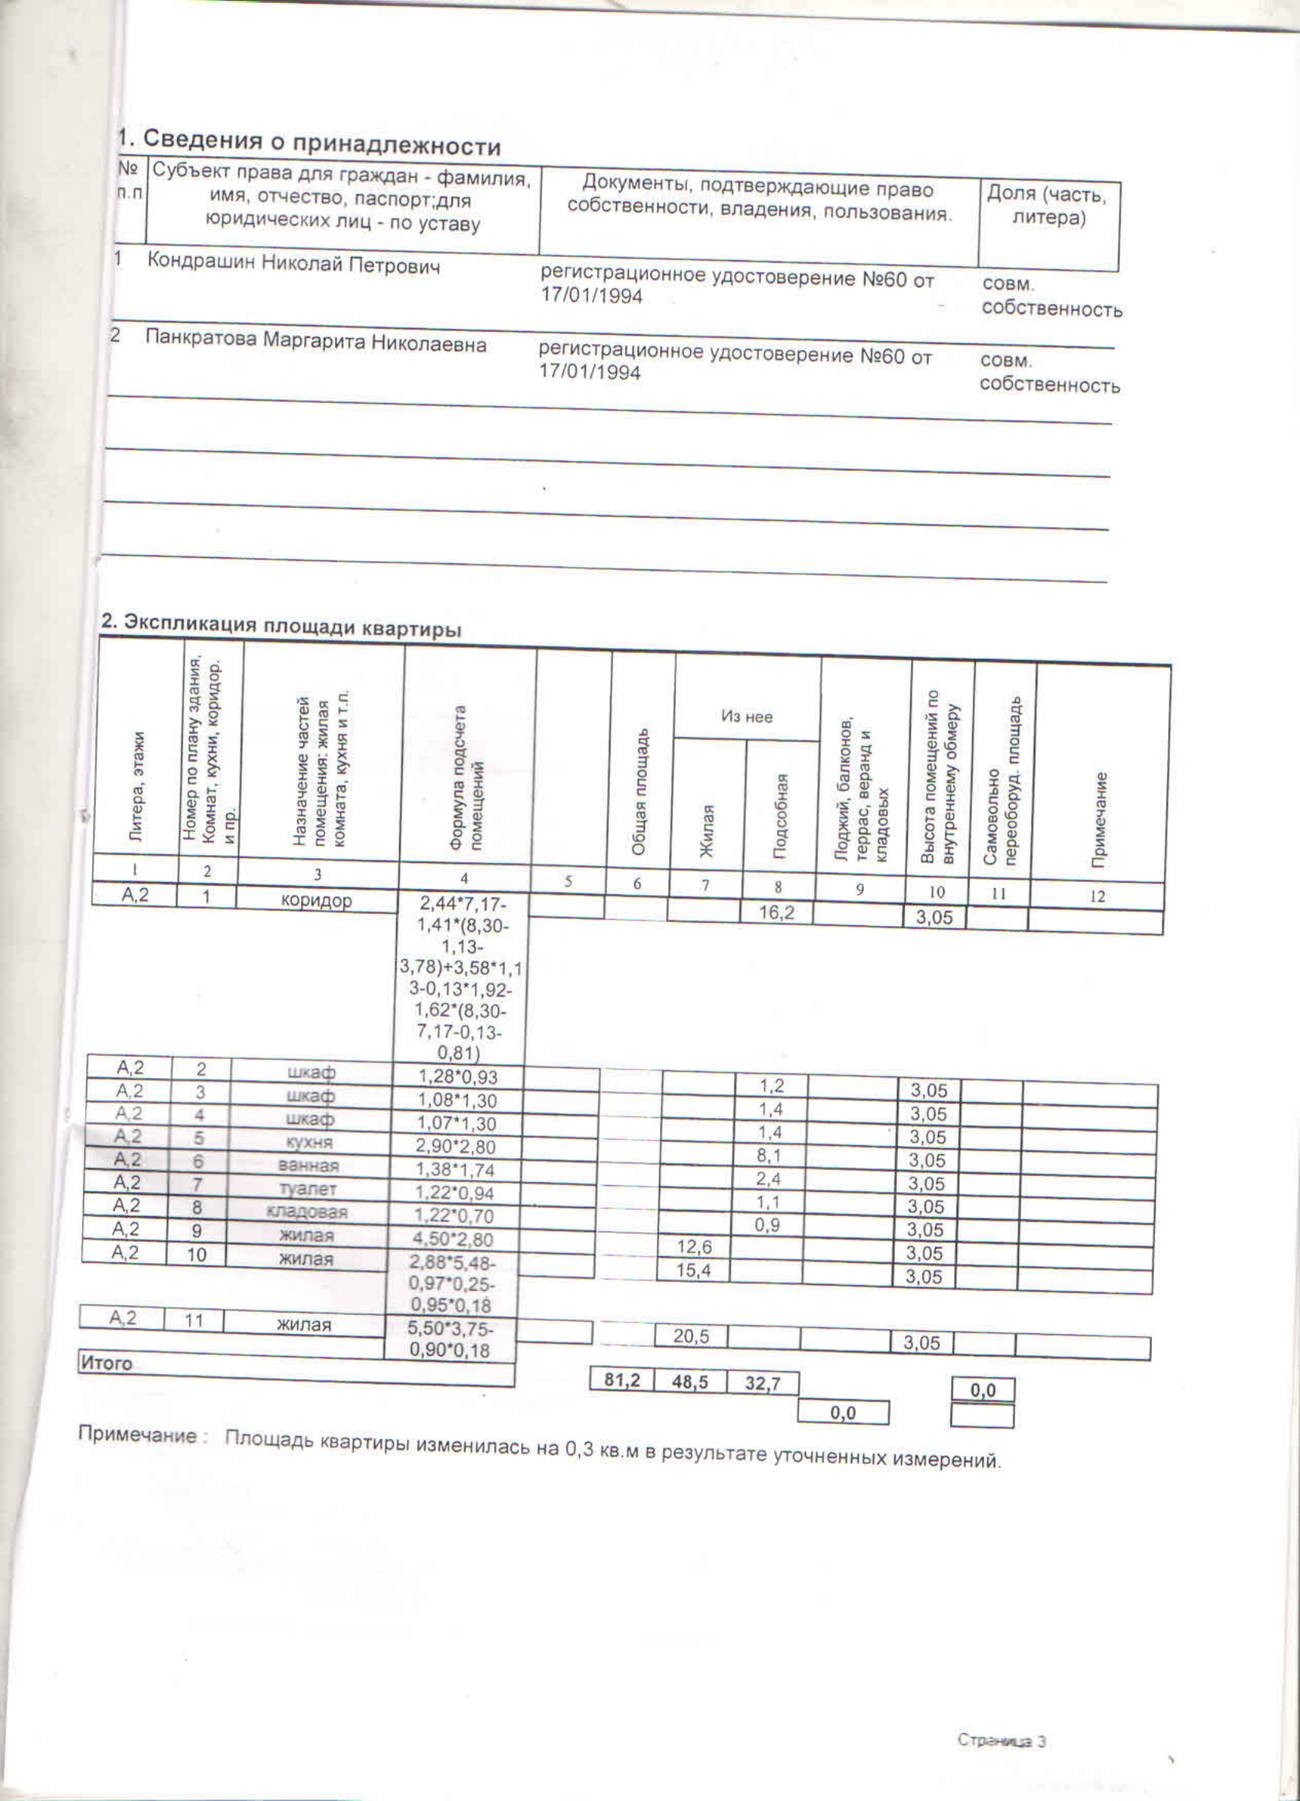 1. Сведения о принадлежности
№ п.п
Субъект права для граждан - фамилия,
имя, отчество, паспорт;для
юридических лиц - по уставу
Документы, подтверждающие право
собственности, владения, пользования.
Доля (часть,
литера)
1 Кондрашин Николай Петрович регистрационное удостоверение №60 от совм.
17/01/1994 собственность
2 Панкратова Маргарита Николаевна регистрационное удостоверение №60 от совм.
17/01/1994 собственность
2. Экспликация площади квартиры
Литера, этажи
Номер по плану здания,
Комнат, кухни, коридор.
и пр.
Назначение частей
помещения: жилая
комната, кухня и т.п.
Формула подсчета
помещений
Общая площадь
Из нее
Жилая
Подсобная
Лоджий, балконов,
террас, веранд и
кладовых
Высота помещений по
внутреннему обмеру
Самовольно
переоборуд. площадь
Примечание
1 2 3 4 5 6 7 8 9 10 11 12
А,2 1 коридор 2,44*7,17- 16,2 3,05
1,41*(8,30-
1,13-
3,78)+3,58*1,1
3-0,13*1,92-
1,62*(8,30-
7,17-0,13-
0,81)
А,2 2 шкаф 1,28*0,93 1,2 3,05
А,2 3 шкаф 1,08*1,30 1,4 3,05
А,2 4 шкаф 1,07*1,30 1,4 3,05
А,2 5 кухня 2,90*2,80 8,1 3,05
А,2 6 ванная 1,38*1,74 2,4 3,05
А,2 7 туалет 1,22*0,94 1,1 3,05
А,2 8 кладовая 1,22*0,70 0,9 3,05
А,2 9 жилая 4,50*2,80 12,6 3,05
А,2 10 жилая 2,88*5,48- 15,4 3,05
0,97*0,25-
0,95*0,18
А,2 11 жилая 5,50*3,75- 20,5 3,05
0,90*0,18
Итого 81,2 48,5 32,7 0,0
0,0
Примечание : Площадь квартиры изменилась на 0,3 кв.м в результате уточненных измерений.
Страница 3